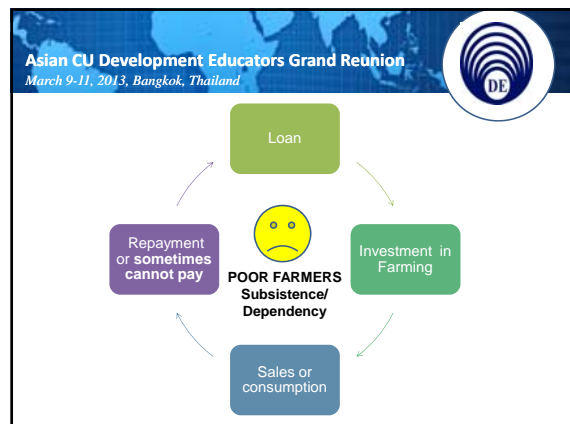 Asian CU Development Educators Grand Reunion
March 9-11, 2013, Bangkok, Thailand
DE
Loan
Investment in
Farming
Sales or
consumption
Repayment
or sometimes
cannot pay
POOR FARMERS
Subsistence/
Dependency